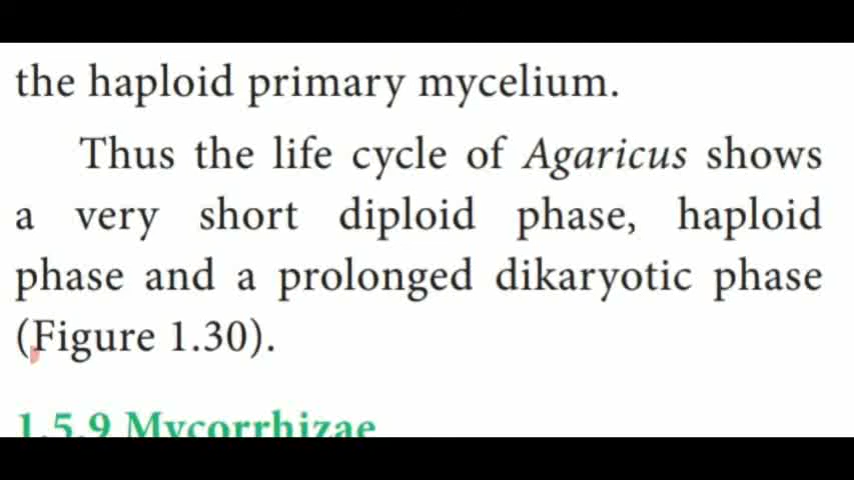 the haploid primary mycelium.
Thus the life cycle of Agaricus shows
a very short diploid phase, haploid
phase and a prolonged dikaryotic phase
(Figure 1.30).
1.5.9 Mycorrhizae